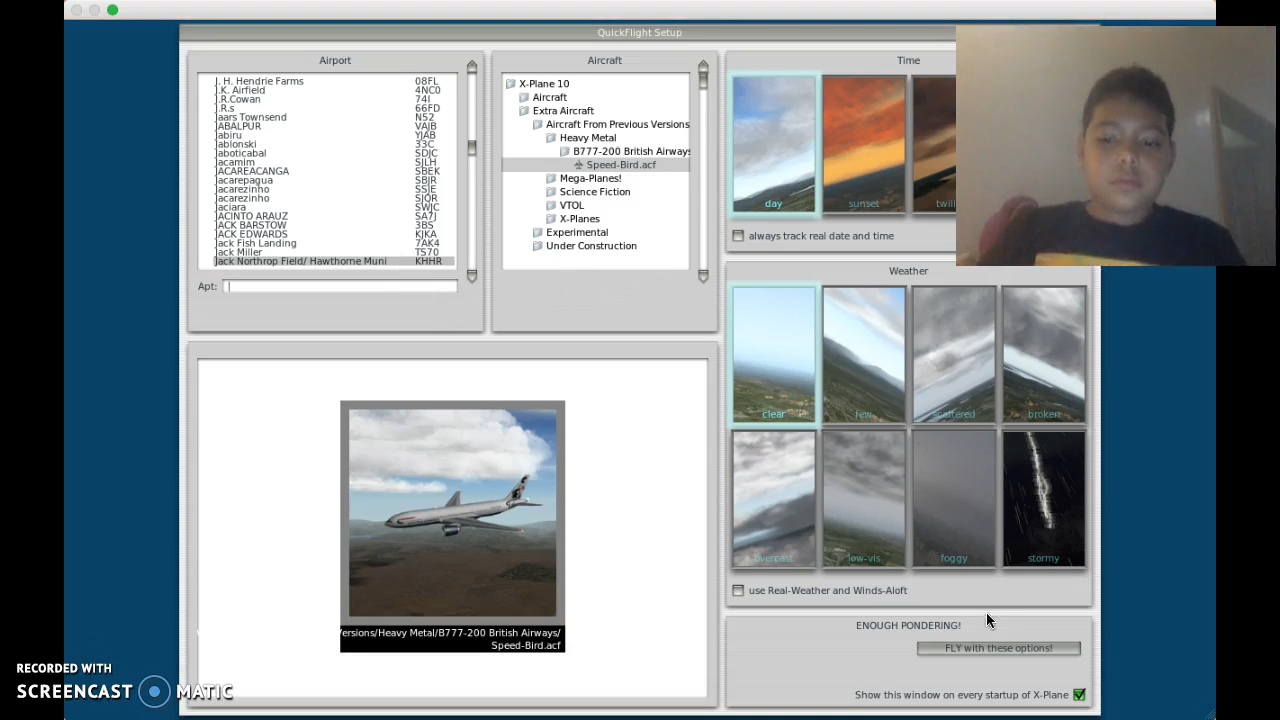 QuickFlight Setup
Airport
J. H. Hendrie Farms 08FL
J.K. Airfield 4NC0
J.R.Cowan 74I
J.R.s 66FD
Jaars Townsend N52
JABALPUR VAJB
Jabiru YJAB
Jablonski 33C
Jaboticabal SDJC
Jacamim SJLH
JACAREACANGA SBEK
Jacarepagua SBJR
Jacarezinho SSJE
Jacarezinho SJQR
Jaciara SWJC
JACINTO ARAUZ SA7J
JACK BARSTOW 3BS
JACK EDWARDS KJKA
Jack Fish Landing 7AK4
Jack Miller TS70
Jack Northrop Field/ Hawthorne Muni KHHR
Apt:
Aircraft
X-Plane 10
Aircraft
Extra Aircraft
Aircraft From Previous Versions
Heavy Metal
B777-200 British Airways
Speed-Bird.acf
Mega-Planes!
Science Fiction
VTOL
X-Planes
Experimental
Under Construction
Time
day sunset twili
always track real date and time
Weather
clear few scattered broken
overcast low-vis foggy stormy
use Real-Weather and Winds-Aloft
ersions/Heavy Metal/B777-200 British Airways/
Speed-Bird.acf
ENOUGH PONDERING!
FLY with these options!
Show this window on every startup of X-Plane
RECORDED WITH
SCREENCAST MATIC